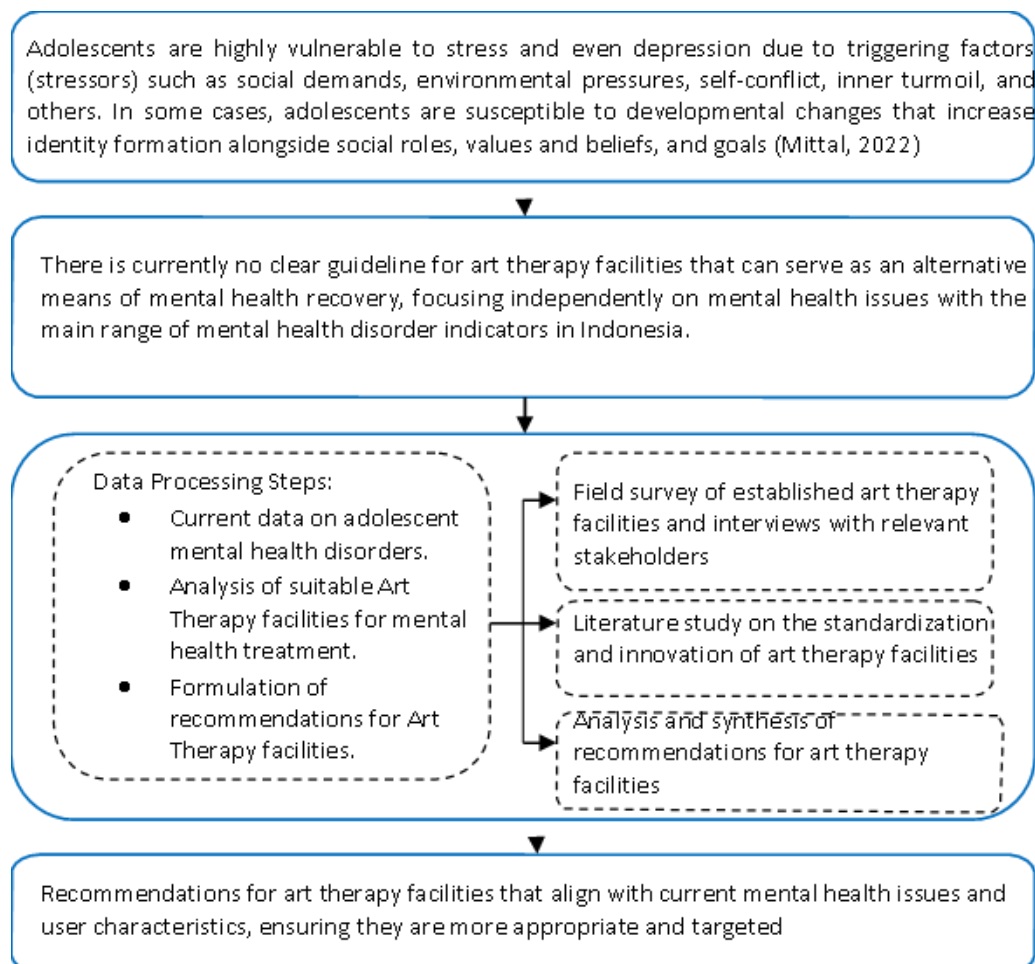 Adolescents are highly vulnerable to stress and even depression due to triggering factors
(stressors) such as social demands, environmental pressures, self-conflict, inner turmoil, and
others. In some cases, adolescents are susceptible to developmental changes that increase
identity formation alongside social roles, values and beliefs, and goals (Mittal, 2022)
There is currently no clear guideline for art therapy facilities that can serve as an alternative
means of mental health recovery, focusing independently on mental health issues with the
main range of mental health disorder indicators in Indonesia.
Data Processing Steps:
● Current data on adolescent
mental health disorders.
● Analysis of suitable Art
Therapy facilities for mental
health treatment.
● Formulation of
recommendations for Art
Therapy facilities.
Field survey of established art therapy
facilities and interviews with relevant
stakeholders
Literature study on the standardization
and innovation of art therapy facilities
Analysis and synthesis of
recommendations for art therapy
facilities
Recommendations for art therapy facilities that align with current mental health issues and
user characteristics, ensuring they are more appropriate and targeted